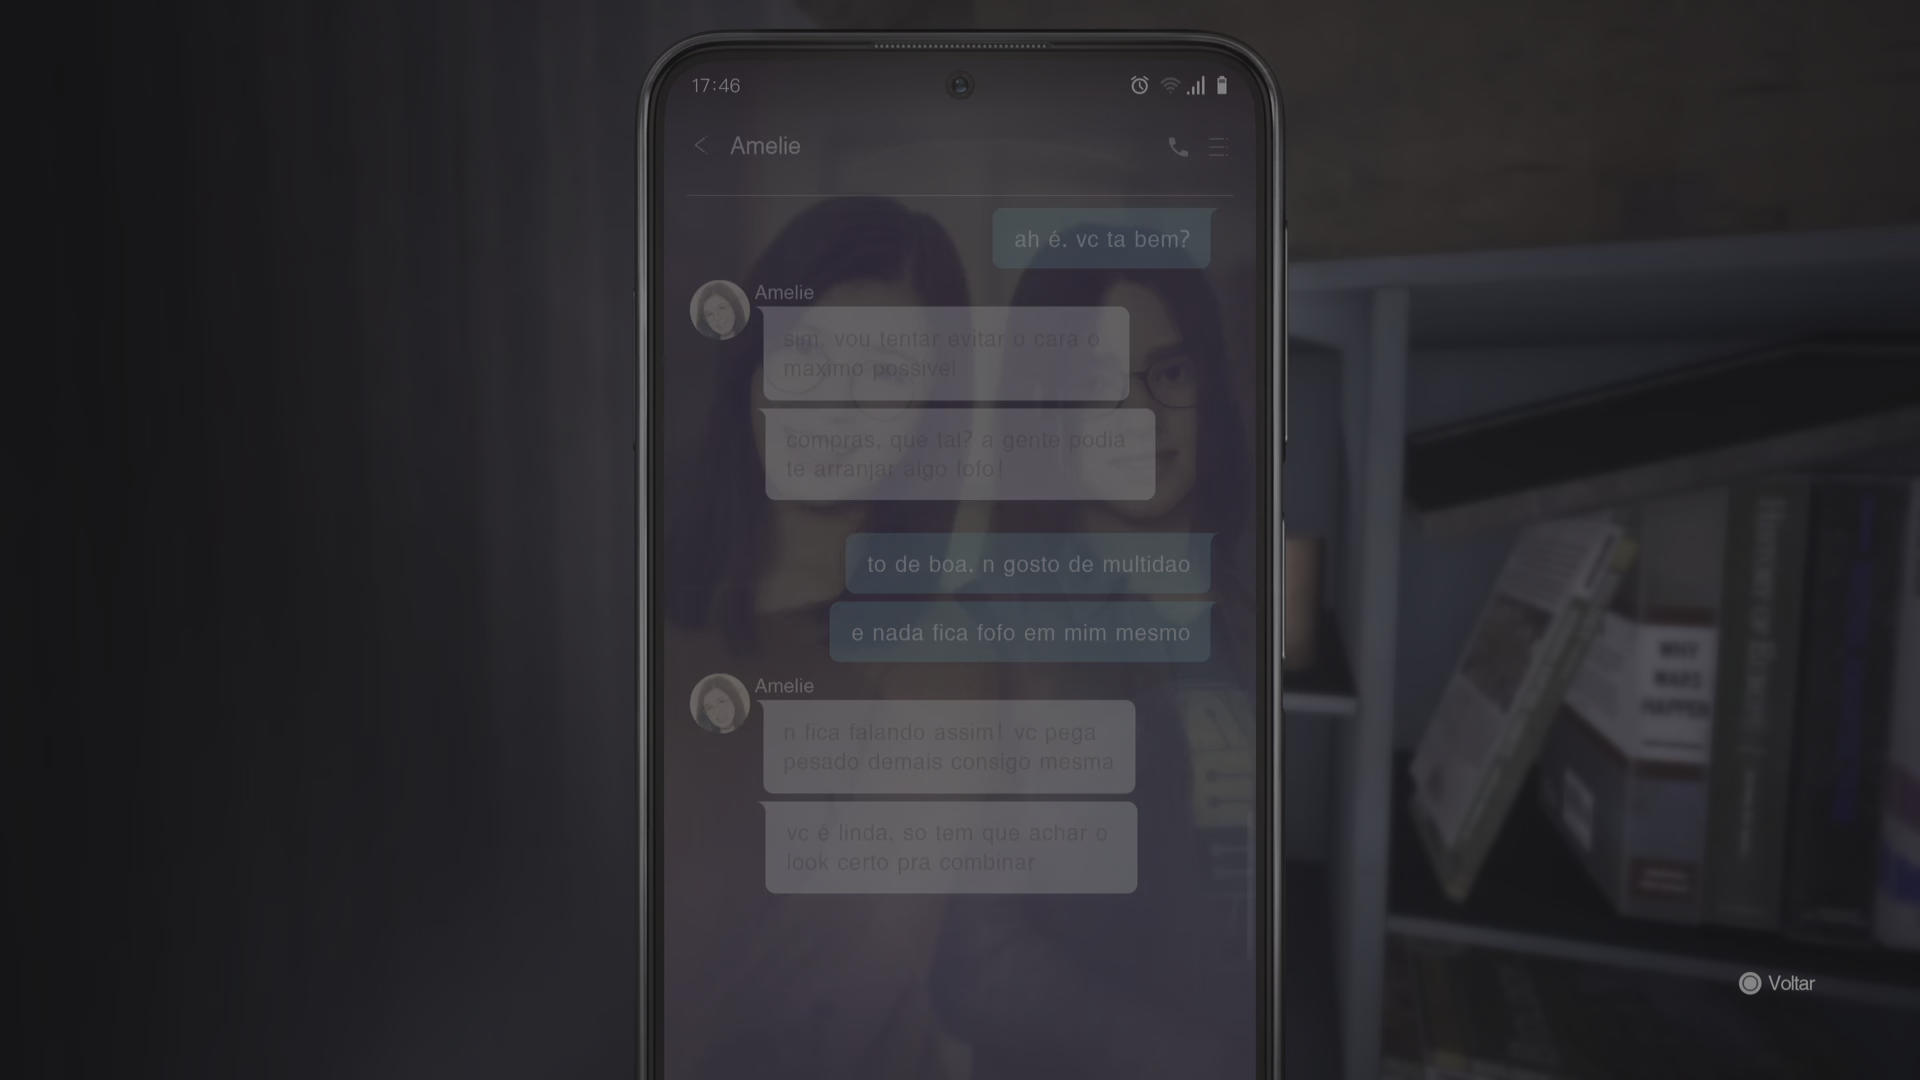 17:46
Amelie
ah é. vc ta bem?
Amelie
sim, vou tentar evitar o cara o
maximo possivel
compras, que tal? a gente podia
te arranjar algo fofo!
to de boa. n gosto de multidao
e nada fica fofo em mim mesmo
Amelie
n fica falando assim! vc pega
pesado demais consigo mesma
vc é linda, so tem que achar o
look certo pra combinar
WHY
WARS
HAPPEN
Voltar